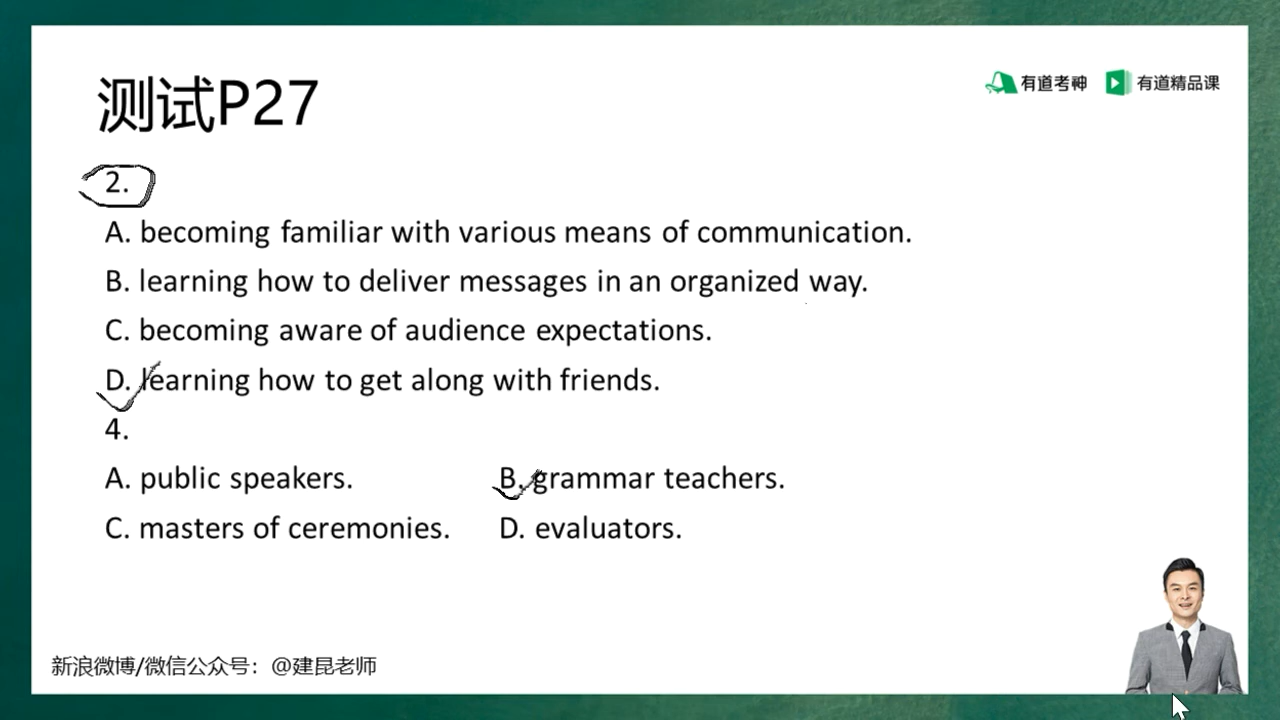 测试P27
有道考神 有道精品课
2.
A. becoming familiar with various means of communication.
B. learning how to deliver messages in an organized way.
C. becoming aware of audience expectations.
D. learning how to get along with friends.
4.
A. public speakers. B. grammar teachers.
C. masters of ceremonies. D. evaluators.
新浪微博/微信公众号：@建昆老师